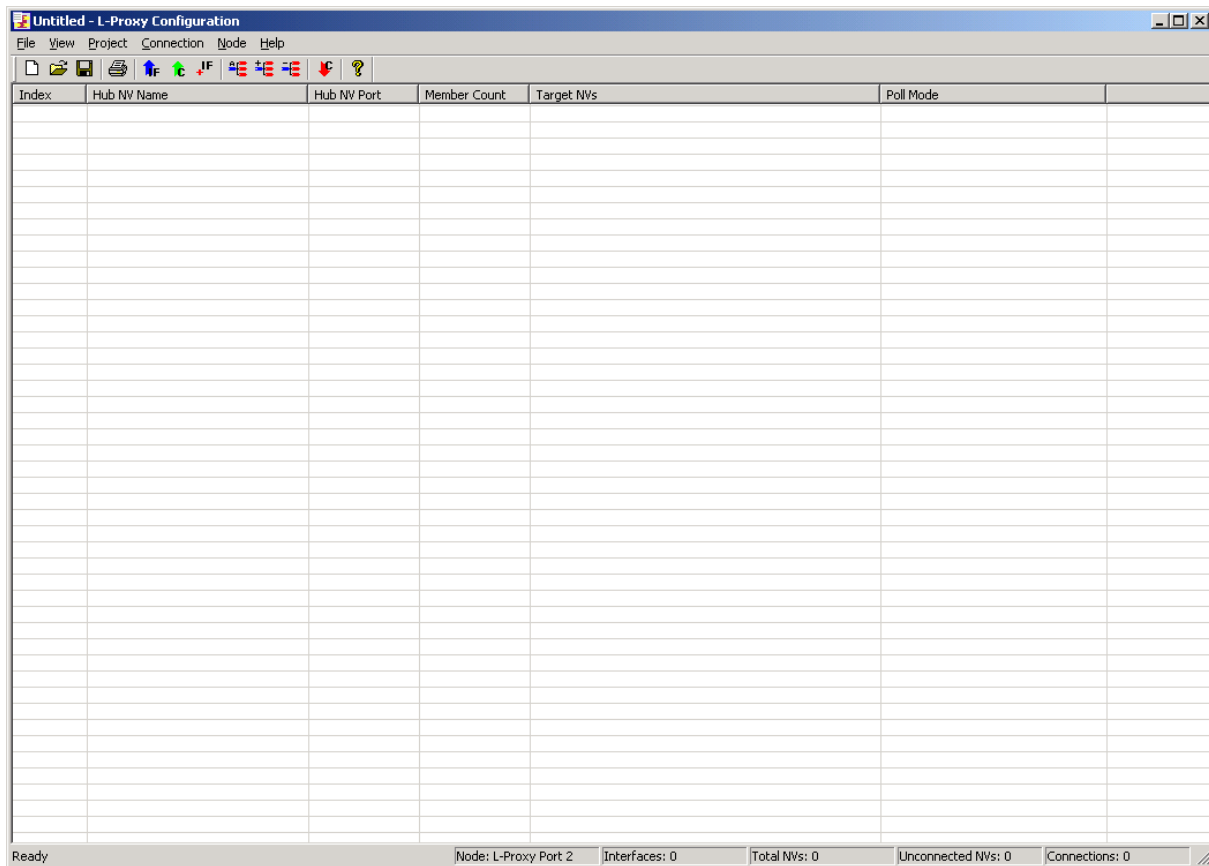 Untitled - L-Proxy Configuration
File View Project Connection Node Help
Index Hub NV Name Hub NV Port Member Count Target NVs Poll Mode
Ready Node: L-Proxy Port 2 Interfaces: 0 Total NVs: 0 Unconnected NVs: 0 Connections: 0